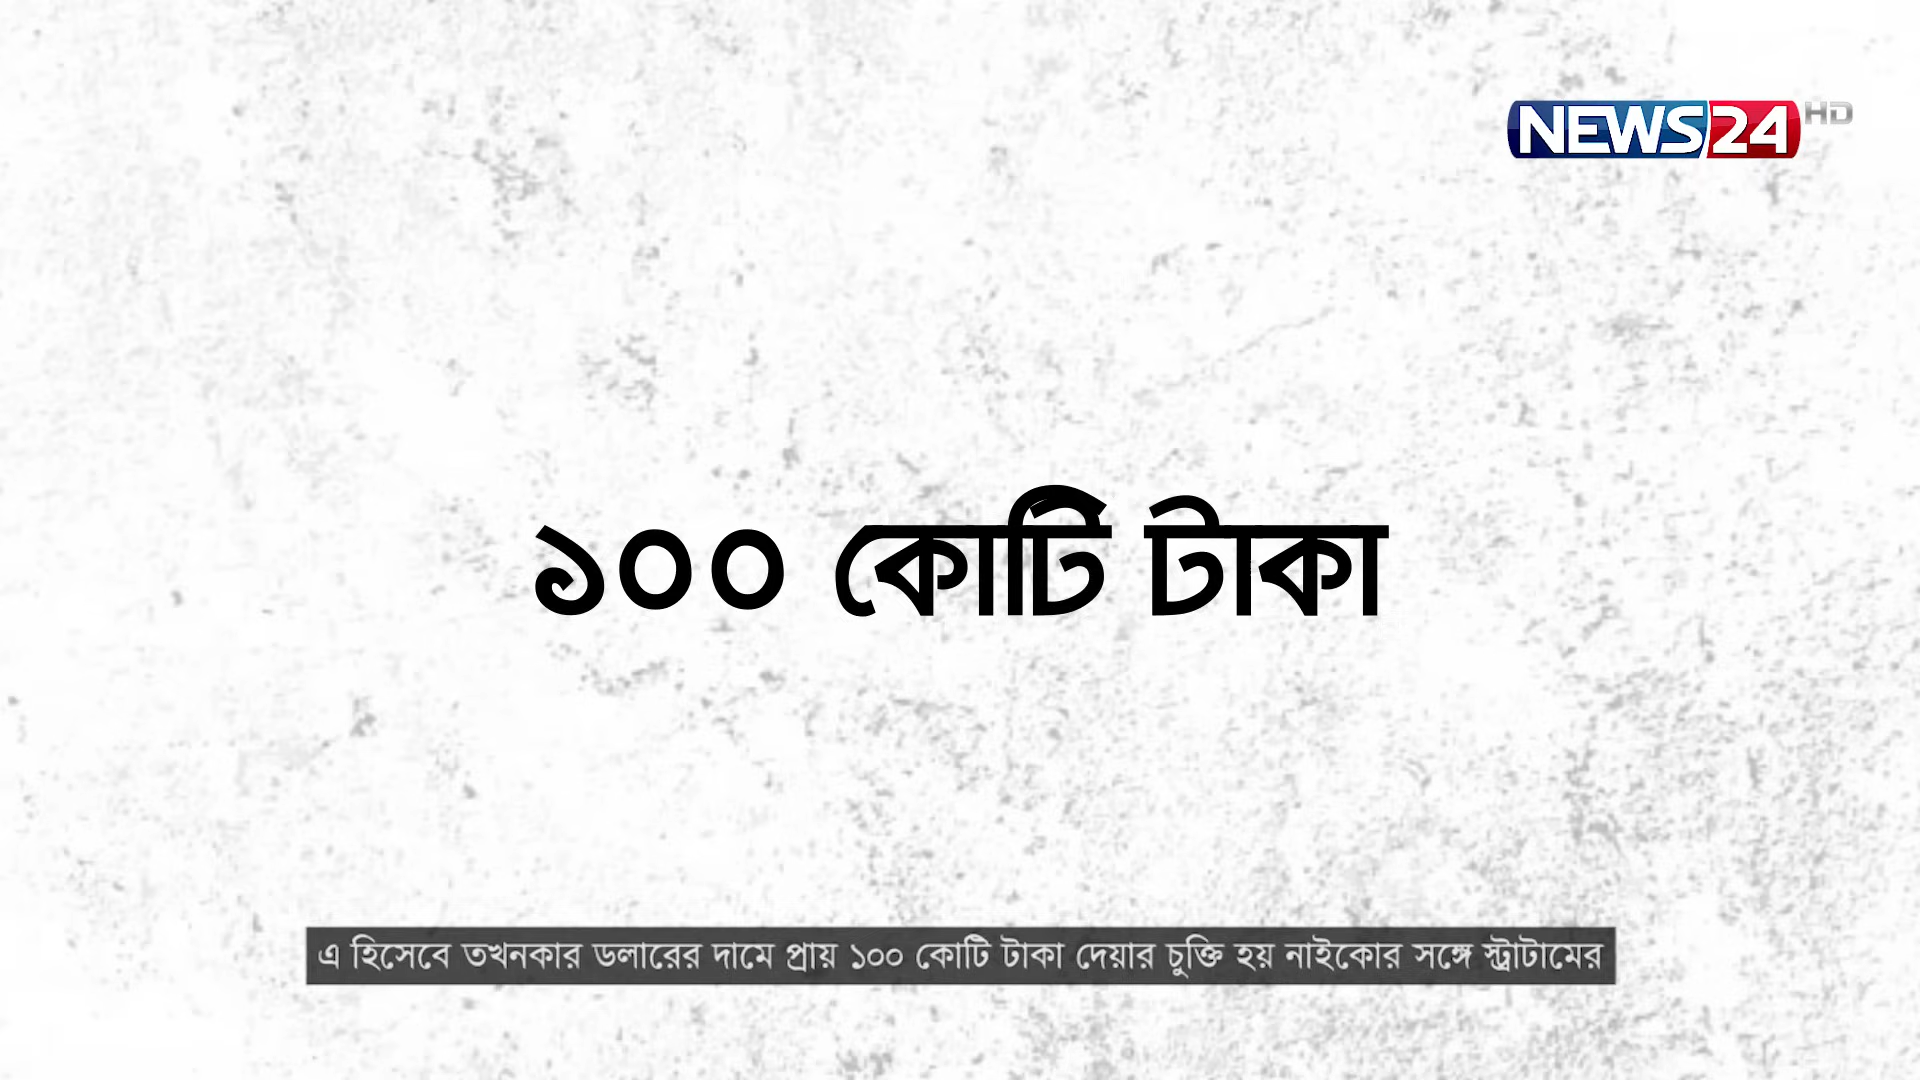 NEWS24 HD
১০০ কোটি টাকা
এ হিসেবে তখনকার ডলারের দামে প্রায় ১০০ কোটি টাকা দেয়ার চুক্তি হয় নাইকোর সঙ্গে স্ট্রাটামের